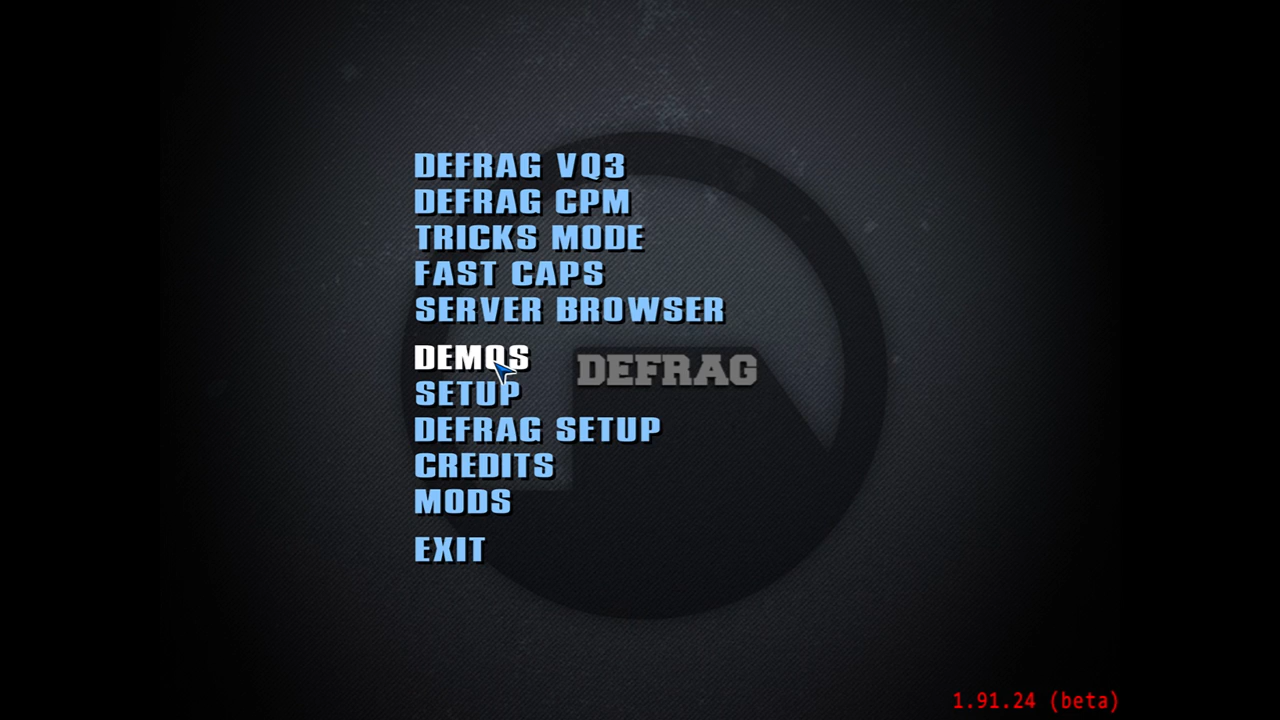 DEFRAG VQ3
DEFRAG CPM
TRICKS MODE
FAST CAPS
SERVER BROWSER
DEMOS
DEFRAG
SETUP
DEFRAG SETUP
CREDITS
MODS
EXIT
1.91.24 (beta)